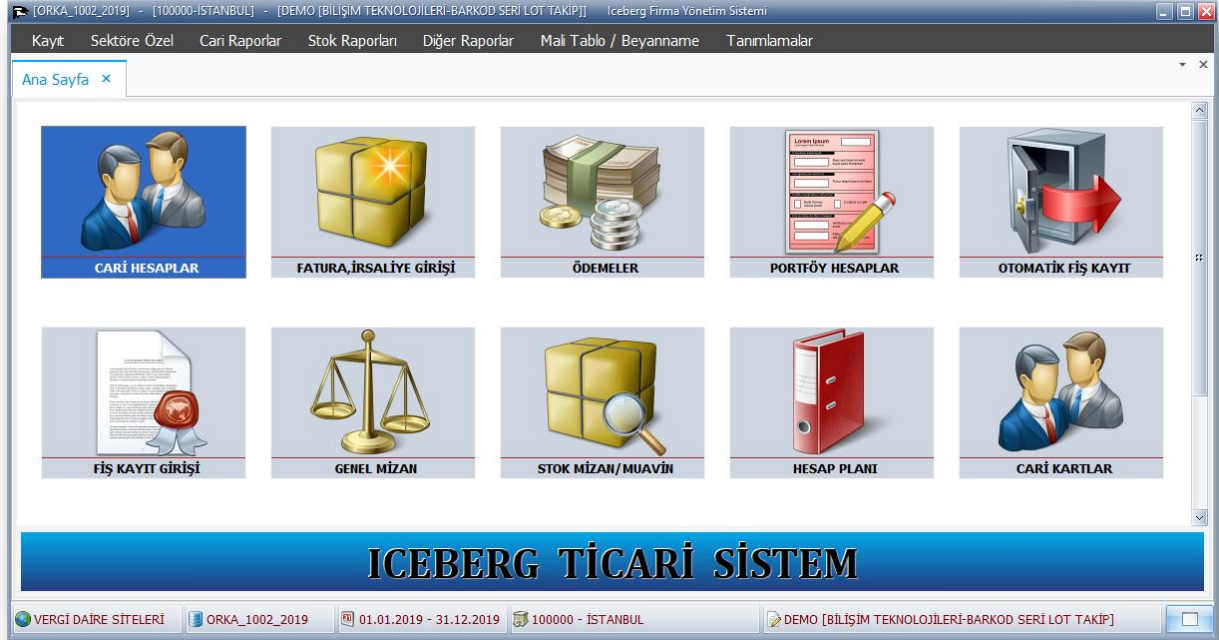 [ORKA_1002_2019] - [100000-İSTANBUL] - [DEMO [BİLİŞİM TEKNOLOJİLERİ-BARKOD SERİ LOT TAKİP]] Iceberg Firma Yönetim Sistemi
Kayıt Sektöre Özel Cari Raporlar Stok Raporları Diğer Raporlar Mali Tablo / Beyanname Tanımlamalar
Ana Sayfa
Lorem Ipsum
CARİ HESAPLAR FATURA,İRSALİYE GİRİŞİ ÖDEMELER PORTFÖY HESAPLAR OTOMATİK FİŞ KAYIT
FİŞ KAYIT GİRİŞİ GENEL MİZAN STOK MİZAN/MUAVİN HESAP PLANI CARİ KARTLAR
ICEBERG TİCARİ SİSTEM
VERGİ DAİRE SİTELERİ ORKA_1002_2019 01.01.2019 - 31.12.2019 100000 - İSTANBUL DEMO [BİLİŞİM TEKNOLOJİLERİ-BARKOD SERİ LOT TAKİP]